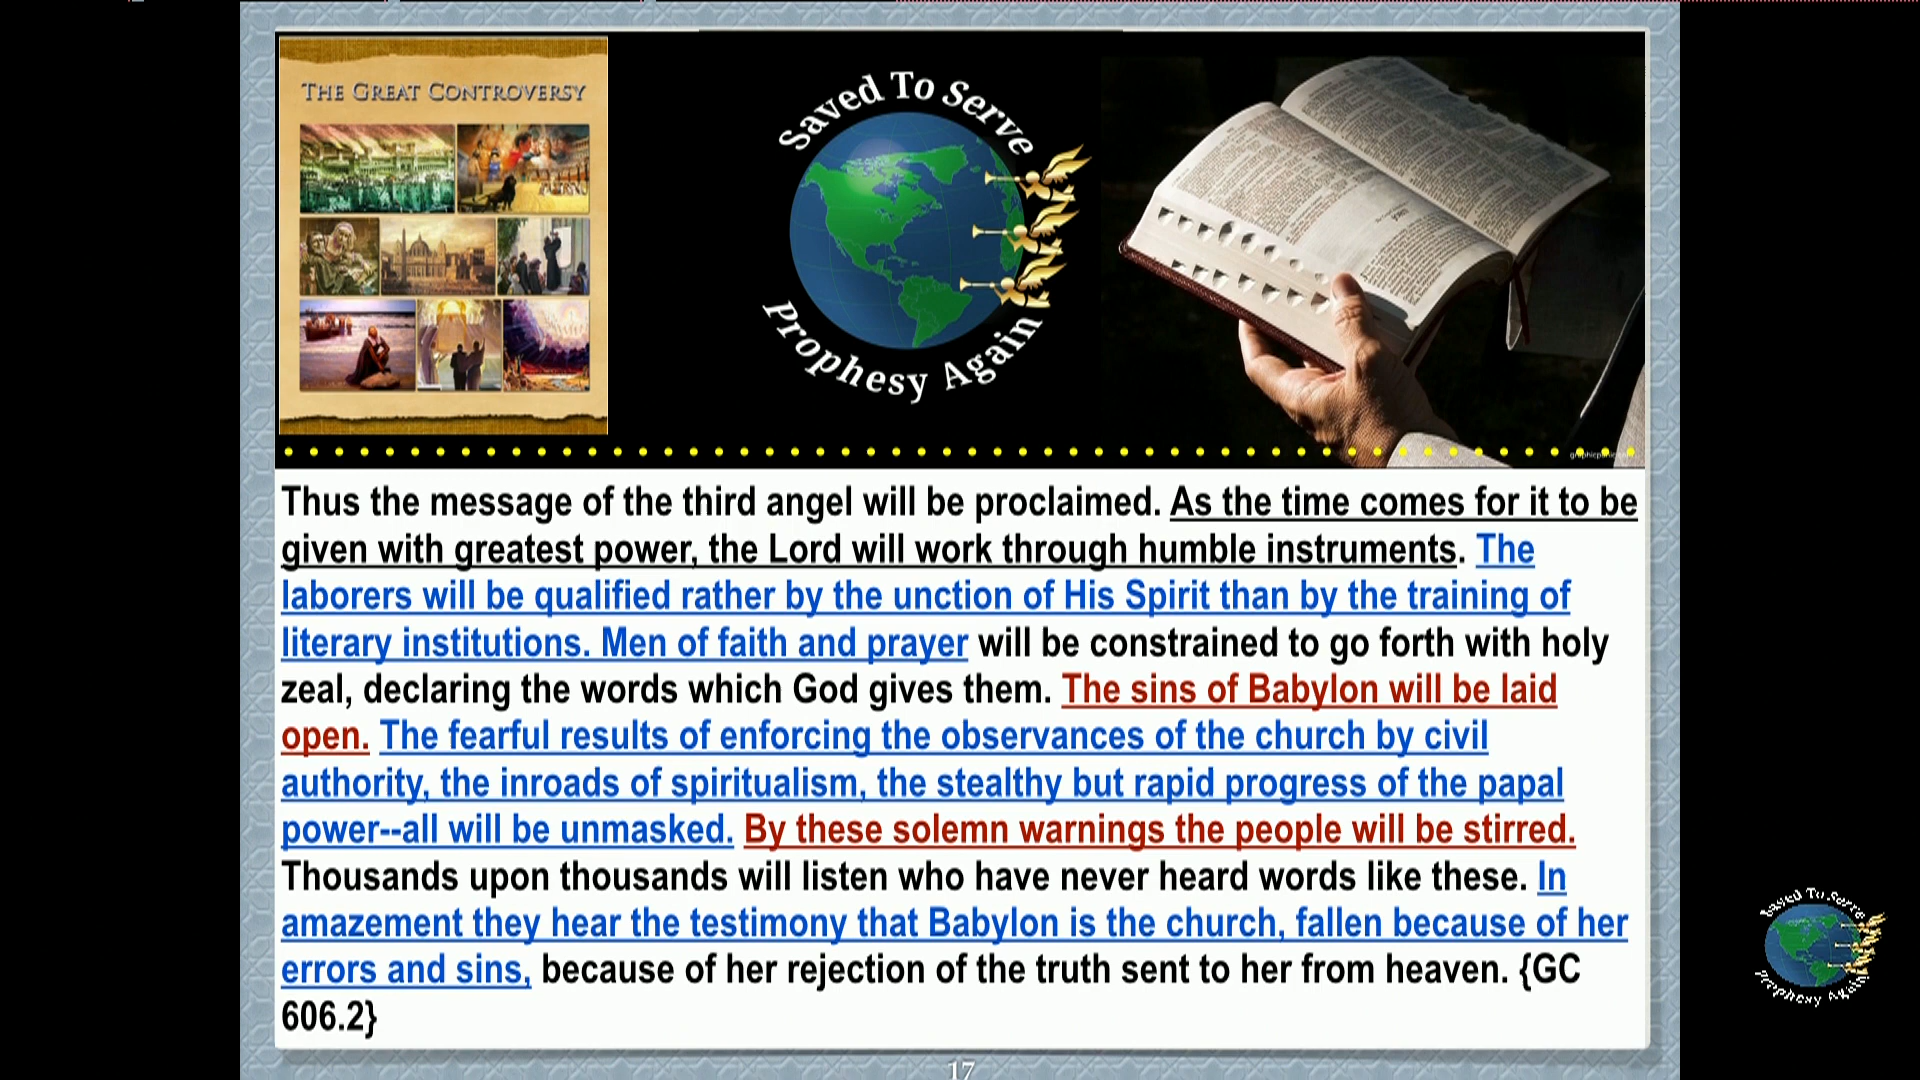 THE GREAT CONTROVERSY
Saved To Serve
Prophesy Again
Thus the message of the third angel will be proclaimed. As the time comes for it to be
given with greatest power, the Lord will work through humble instruments. The
laborers will be qualified rather by the unction of His Spirit than by the training of
literary institutions. Men of faith and prayer will be constrained to go forth with holy
zeal, declaring the words which God gives them. The sins of Babylon will be laid
open. The fearful results of enforcing the observances of the church by civil
authority, the inroads of spiritualism, the stealthy but rapid progress of the papal
power--all will be unmasked. By these solemn warnings the people will be stirred.
Thousands upon thousands will listen who have never heard words like these. In
amazement they hear the testimony that Babylon is the church, fallen because of her
errors and sins, because of her rejection of the truth sent to her from heaven. {GC
606.2}
17
Saved To Serve
Prophesy Again